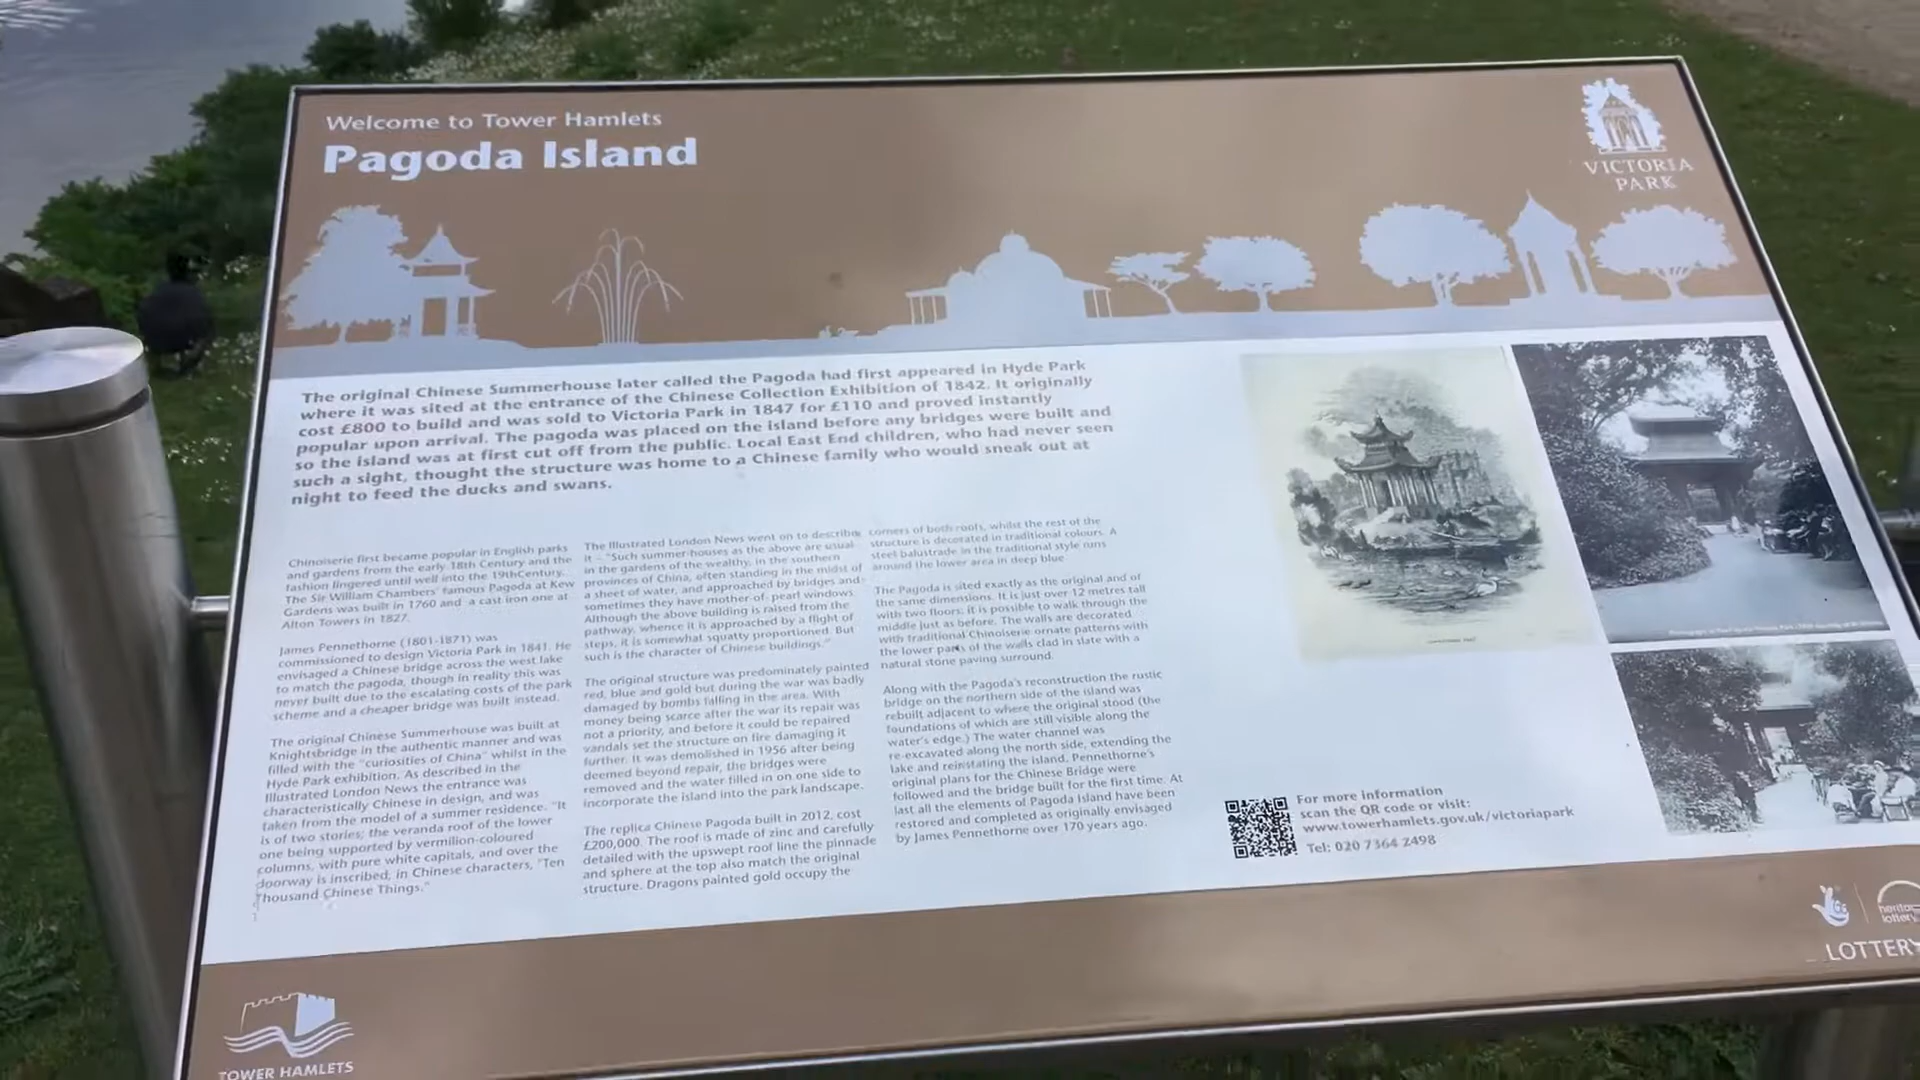 Welcome to Tower Hamlets
Pagoda Island
VICTORIA
PARK
The original Chinese Summerhouse later called the Pagoda had first appeared in Hyde Park
where it was sited at the entrance of the Chinese Collection Exhibition of 1842. It originally
cost £800 to build and was sold to Victoria Park in 1847 for £110 and proved instantly
popular upon arrival. The pagoda was placed on the island before any bridges were built and
so the island was at first cut off from the public. Local East End children, who had never seen
such a sight, thought the structure was home to a Chinese family who would sneak out at
night to feed the ducks and swans.
Chinoiserie first became popular in English parks
and gardens from the early 18th Century and the
fashion lingered until well into the 19thCentury.
The Sir William Chambers' famous Pagoda at Kew
Gardens was built in 1760 and a cast iron one at
Alton Towers in 1827.
James Pennethorne (1801-1871) was
commissioned to design Victoria Park in 1841. He
envisaged a Chinese bridge across the west lake
to match the pagoda, though in reality this was
never built due to the escalating costs of the park
scheme and a cheaper bridge was built instead.
The original Chinese Summerhouse was built at
Knightsbridge in the authentic manner and was
filled with the "curiosities of China" whilst in the
Hyde Park exhibition. As described in the
Illustrated London News the entrance was
characteristically Chinese in design, and was
taken from the model of a summer residence. "It
is of two stories; the veranda roof of the lower
one being supported by vermilion-coloured
columns, with pure white capitals, and over the
doorway is inscribed, in Chinese characters, "Ten
Thousand Chinese Things."
The Illustrated London News went on to describe
it - "Such summer-houses as the above are usual
in the gardens of the wealthy, in the southern
provinces of China, often standing in the midst of
a sheet of water, and approached by bridges and
sometimes they have mother-of- pearl windows.
Although the above building is raised from the
pathway, whence it is approached by a flight of
steps, it is somewhat squatty proportioned. But
such is the character of Chinese buildings."
The original structure was predominately painted
red, blue and gold but during the war was badly
damaged by bombs falling in the area. With
money being scarce after the war its repair was
not a priority, and before it could be repaired
vandals set the structure on fire damaging it
further. It was demolished in 1956 after being
deemed beyond repair, the bridges were
removed and the water filled in on one side to
incorporate the island into the park landscape.
The replica Chinese Pagoda built in 2012, cost
£200,000. The roof is made of zinc and carefully
detailed with the upswept roof line the pinnacle
and sphere at the top also match the original
structure. Dragons painted gold occupy the
corners of both roofs, whilst the rest of the
structure is decorated in traditional colours. A
steel balustrade in the traditional style runs
around the lower area in deep blue
The Pagoda is sited exactly as the original and of
the same dimensions. It is just over 12 metres tall
with two floors; it is possible to walk through the
middle just as before. The walls are decorated
with traditional Chinoiserie ornate patterns with
the lower parts of the walls clad in slate with a
natural stone paving surround.
Along with the Pagoda's reconstruction the rustic
bridge on the northern side of the island was
rebuilt adjacent to where the original stood (the
foundations of which are still visible along the
water's edge.) The water channel was
re-excavated along the north side, extending the
lake and reinstating the island. Pennethorne's
original plans for the Chinese Bridge were
followed and the bridge built for the first time. At
last all the elements of Pagoda Island have been
restored and completed as originally envisaged
by James Pennethorne over 170 years ago.
For more information
scan the QR code or visit:
www.towerhamlets.gov.uk/victoriapark
Tel: 020 7364 2498
TOWER HAMLETS
lottery
LOTTERY